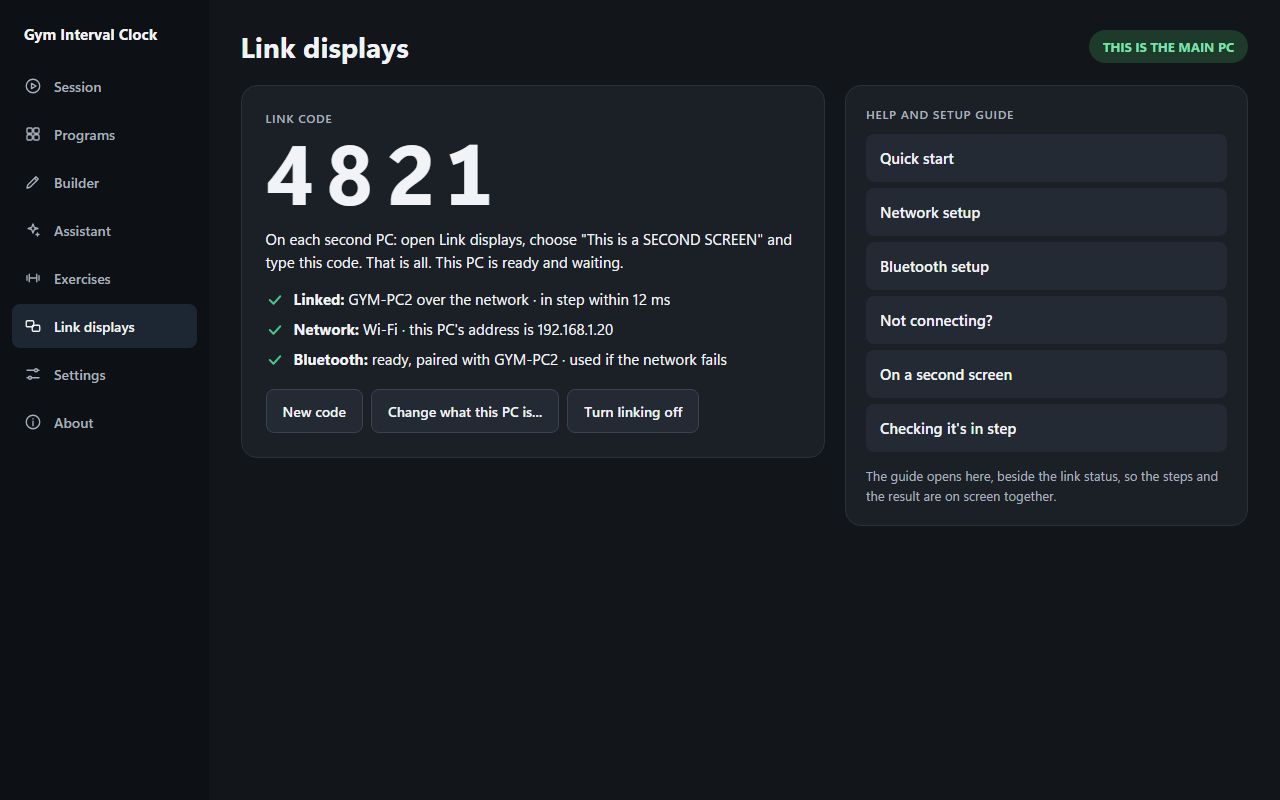 Gym Interval Clock
Session
Programs
Builder
Assistant
Exercises
Link displays
Settings
About
Link displays
THIS IS THE MAIN PC
LINK CODE
4821
On each second PC: open Link displays, choose "This is a SECOND SCREEN" and
type this code. That is all. This PC is ready and waiting.
Linked: GYM-PC2 over the network · in step within 12 ms
Network: Wi-Fi · this PC's address is 192.168.1.20
Bluetooth: ready, paired with GYM-PC2 · used if the network fails
New code
Change what this PC is...
Turn linking off
HELP AND SETUP GUIDE
Quick start
Network setup
Bluetooth setup
Not connecting?
On a second screen
Checking it's in step
The guide opens here, beside the link status, so the steps and
the result are on screen together.